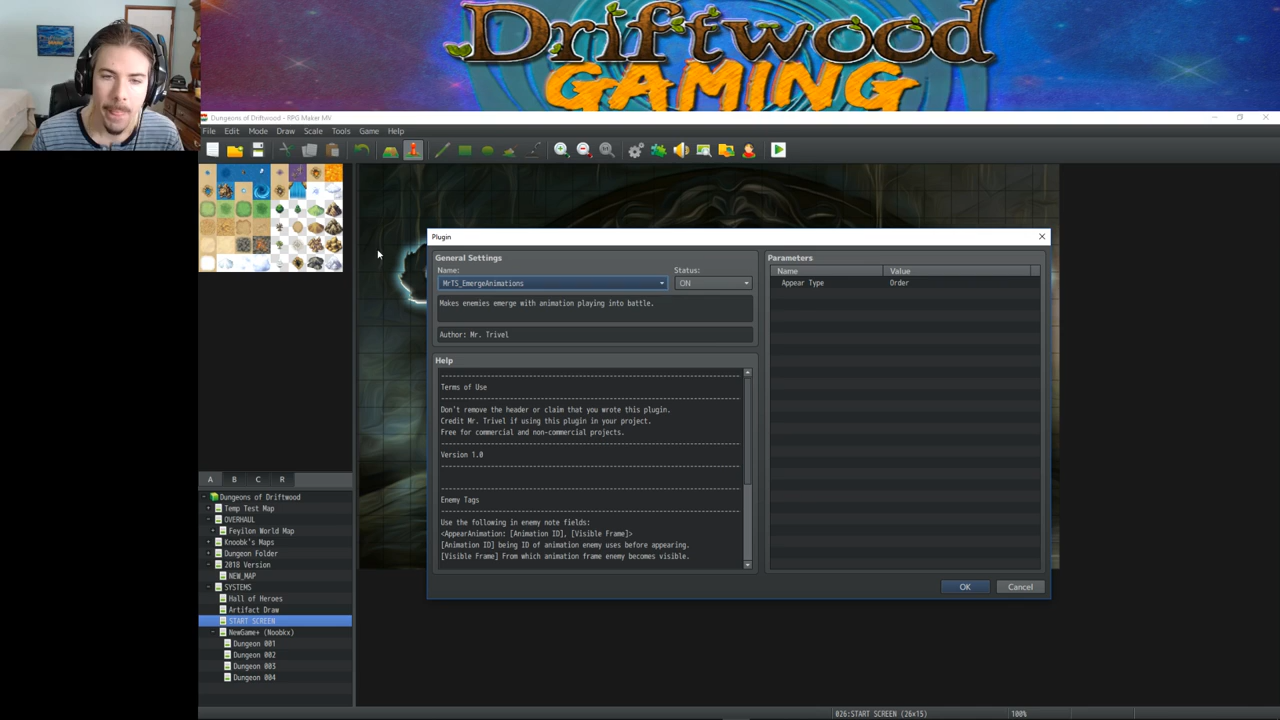 Driftwood
GAMING
Dungeons of Driftwood - RPG Maker MV
File Edit Mode Draw Scale Tools Game Help
Plugin
General Settings
Name:
Status:
MrTS_EmergeAnimations
ON
Makes enemies emerge with animation playing into battle.
Author: Mr. Trivel
Help
Terms of Use
Don't remove the header or claim that you wrote this plugin.
Credit Mr. Trivel if using this plugin in your project.
Free for commercial and non-commercial projects.
Version 1.0
Enemy Tags
Use the following in enemy note fields:
<AppearAnimation: [Animation ID], [Visible Frame]>
[Animation ID] being ID of animation enemy uses before appearing.
[Visible Frame] From which animation frame enemy becomes visible.
Parameters
Name Value
Appear Type Order
OK Cancel
A B C R
Dungeons of Driftwood
Temp Test Map
OVERHAUL
Feyilon World Map
Knoobk's Maps
Dungeon Folder
2018 Version
NEW_MAP
SYSTEMS
Hall of Heroes
Artifact Draw
START SCREEN
NewGame+ (Noobkx)
Dungeon 001
Dungeon 002
Dungeon 003
Dungeon 004
026:START SCREEN (26×15) 100%